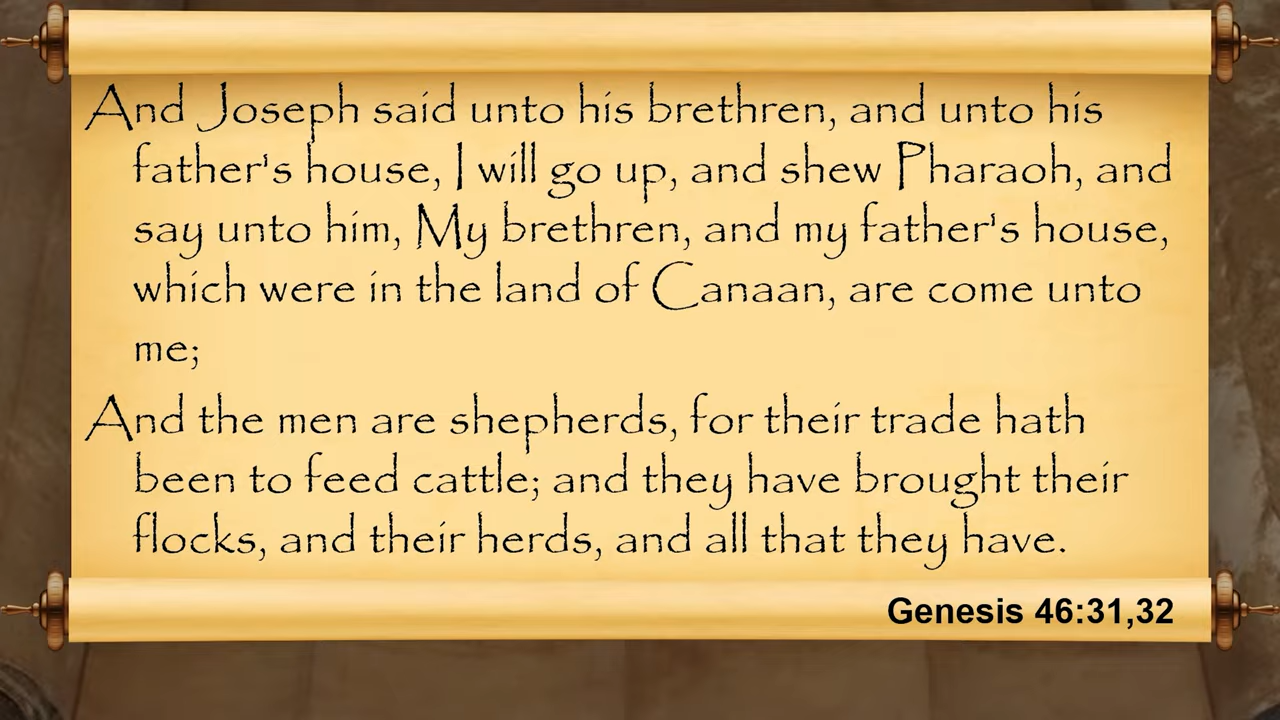 And Joseph said unto his brethren, and unto his
father's house, I will go up, and shew Pharaoh, and
say unto him, My brethren, and my father's house,
which were in the land of Canaan, are come unto
me;
And the men are shepherds, for their trade hath
been to feed cattle; and they have brought their
flocks, and their herds, and all that they have.
Genesis 46:31,32